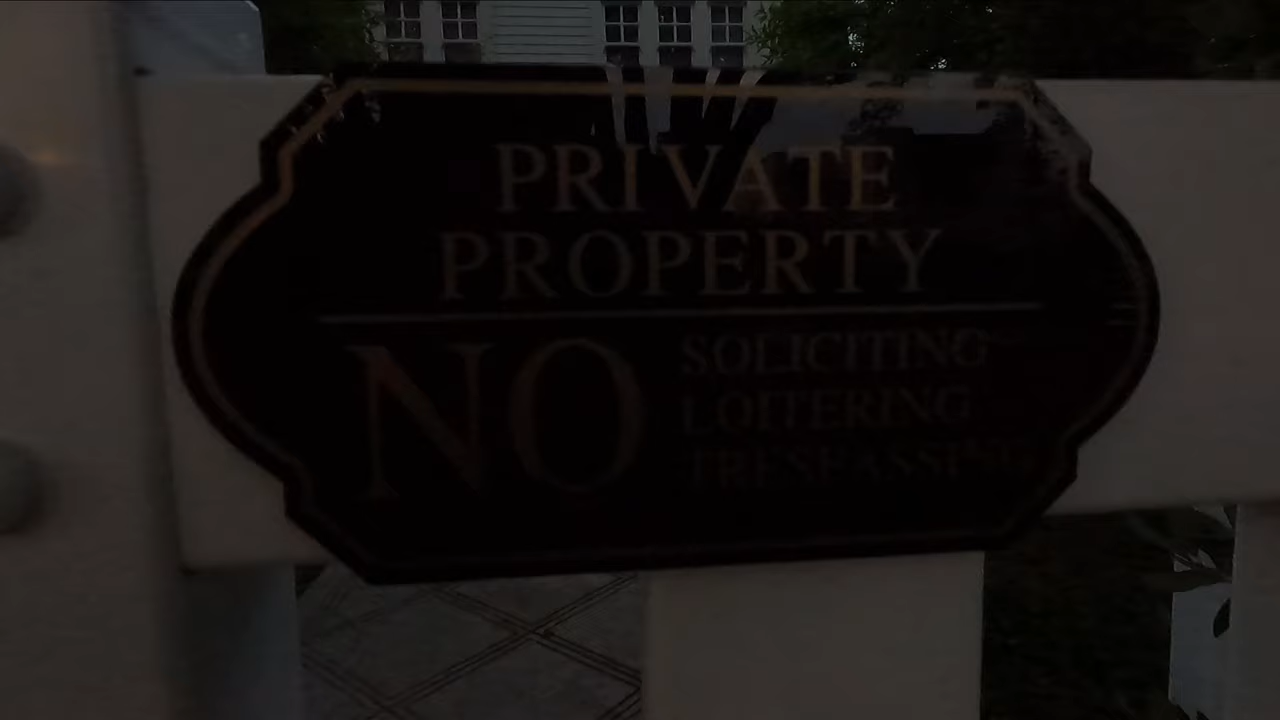 PRIVATE
PROPERTY
NO
SOLICITING
LOITERING
TRESPASSING